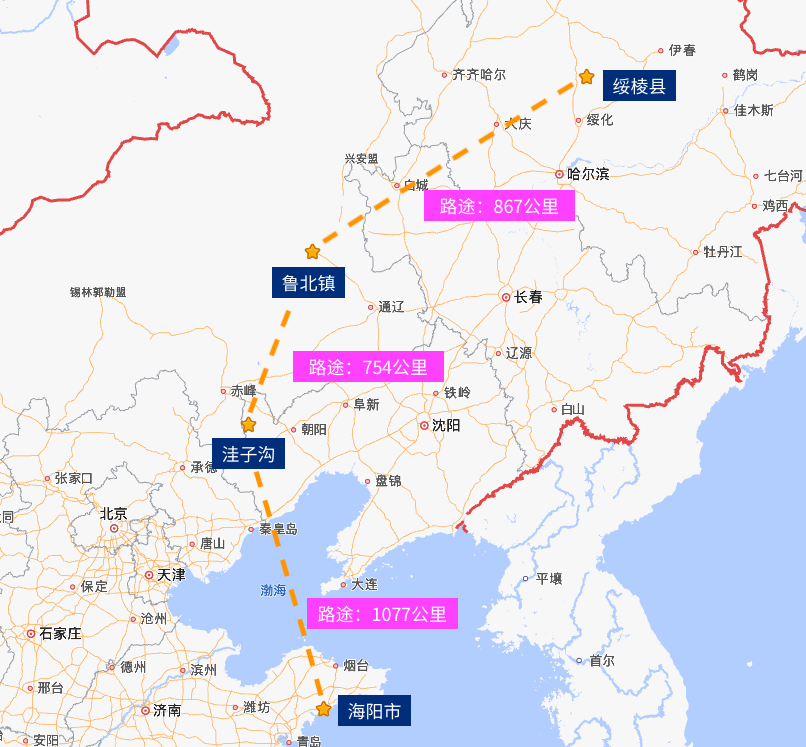 伊春
齐齐哈尔
鹤岗
绥棱县
佳木斯
大庆
绥化
兴安盟
哈尔滨
七台河
白城
路途：867公里
鸡西
牡丹江
鲁北镇
锡林郭勒盟
长春
通辽
辽源
路途：754公里
赤峰
铁岭
阜新
白山
朝阳
沈阳
洼子沟
承德
张家口
盘锦
北京
大同
秦皇岛
唐山
天津
平壤
保定
渤海
大连
沧州
路途：1077公里
石家庄
首尔
德州
滨州
烟台
邢台
济南
潍坊
海阳市
安阳
青岛